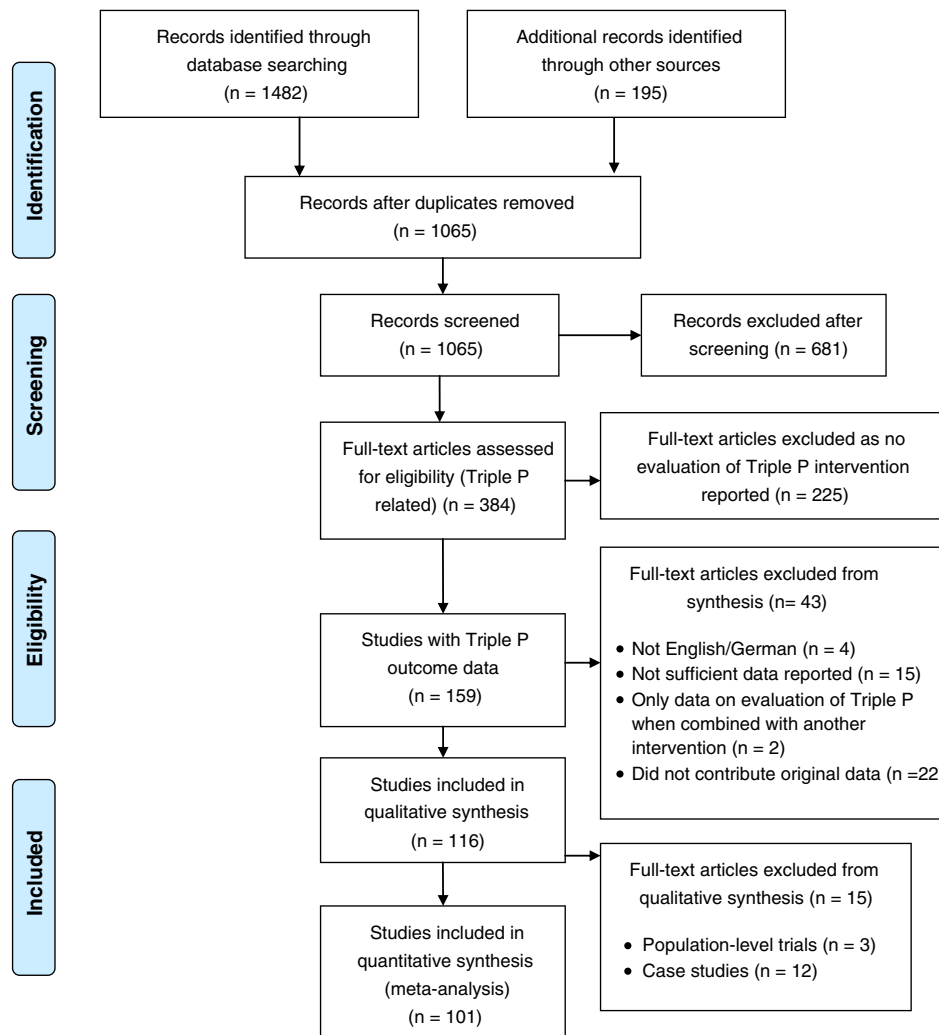 Identification
Records identified through
database searching
(n = 1482)
Additional records identified
through other sources
(n = 195)
Records after duplicates removed
(n = 1065)
Screening
Records screened
(n = 1065)
Records excluded after
screening (n = 681)
Full-text articles assessed
for eligibility (Triple P
related) (n = 384)
Full-text articles excluded as no
evaluation of Triple P intervention
reported (n = 225)
Eligibility
Studies with Triple P
outcome data
(n = 159)
Full-text articles excluded from
synthesis (n= 43)
• Not English/German (n = 4)
• Not sufficient data reported (n = 15)
• Only data on evaluation of Triple P
when combined with another
intervention (n = 2)
• Did not contribute original data (n =22
Included
Studies included in
qualitative synthesis
(n = 116)
Full-text articles excluded from
qualitative synthesis (n = 15)
• Population-level trials (n = 3)
• Case studies (n = 12)
Studies included in
quantitative synthesis
(meta-analysis)
(n = 101)